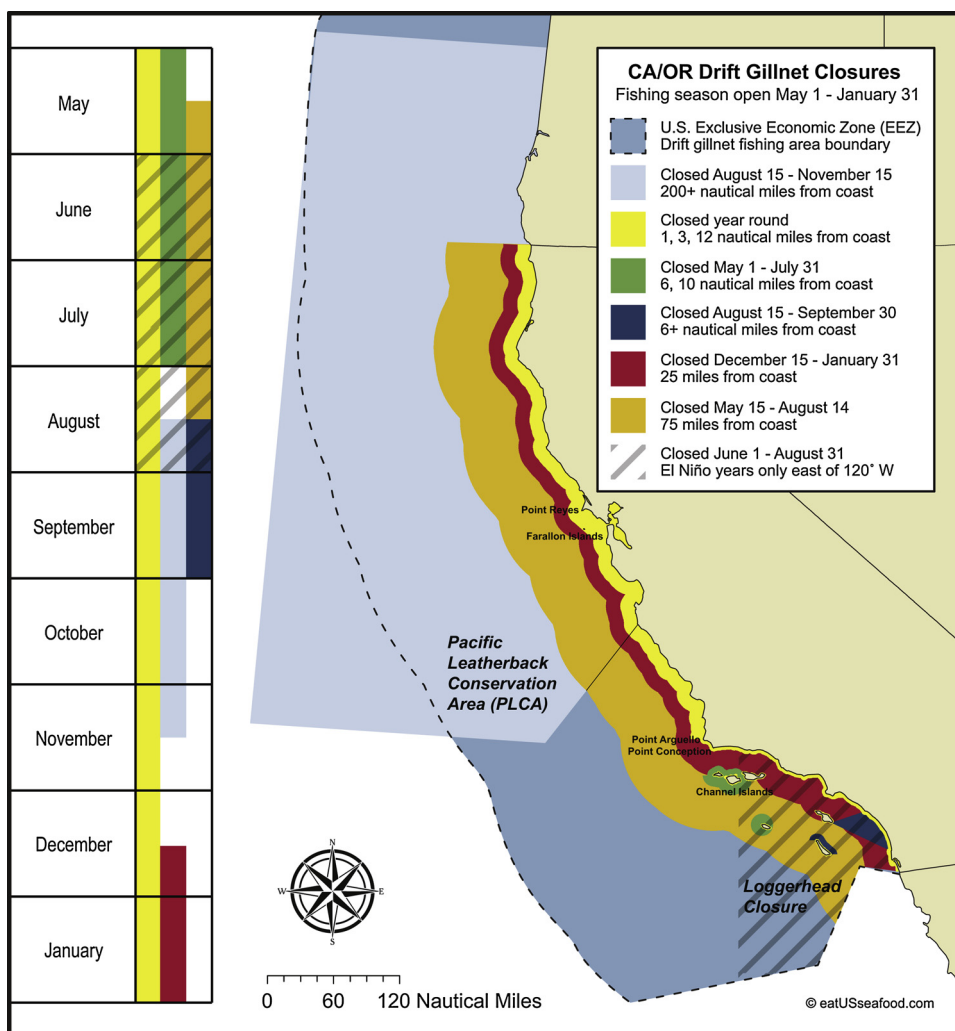 May
June
July
August
September
October
November
December
January
CA/OR Drift Gillnet Closures
Fishing season open May 1 - January 31
U.S. Exclusive Economic Zone (EEZ)
Drift gillnet fishing area boundary
Closed August 15 - November 15
200+ nautical miles from coast
Closed year round
1, 3, 12 nautical miles from coast
Closed May 1 - July 31
6, 10 nautical miles from coast
Closed August 15 - September 30
6+ nautical miles from coast
Closed December 15 - January 31
25 miles from coast
Closed May 15 - August 14
75 miles from coast
Closed June 1 - August 31
El Niño years only east of 120° W
Point Reyes
Farallon Islands
Pacific
Leatherback
Conservation
Area (PLCA)
Point Arguello
Point Conception
Channel Islands
Loggerhead
Closure
N
W E
S
0 60 120 Nautical Miles
© eatUSseafood.com